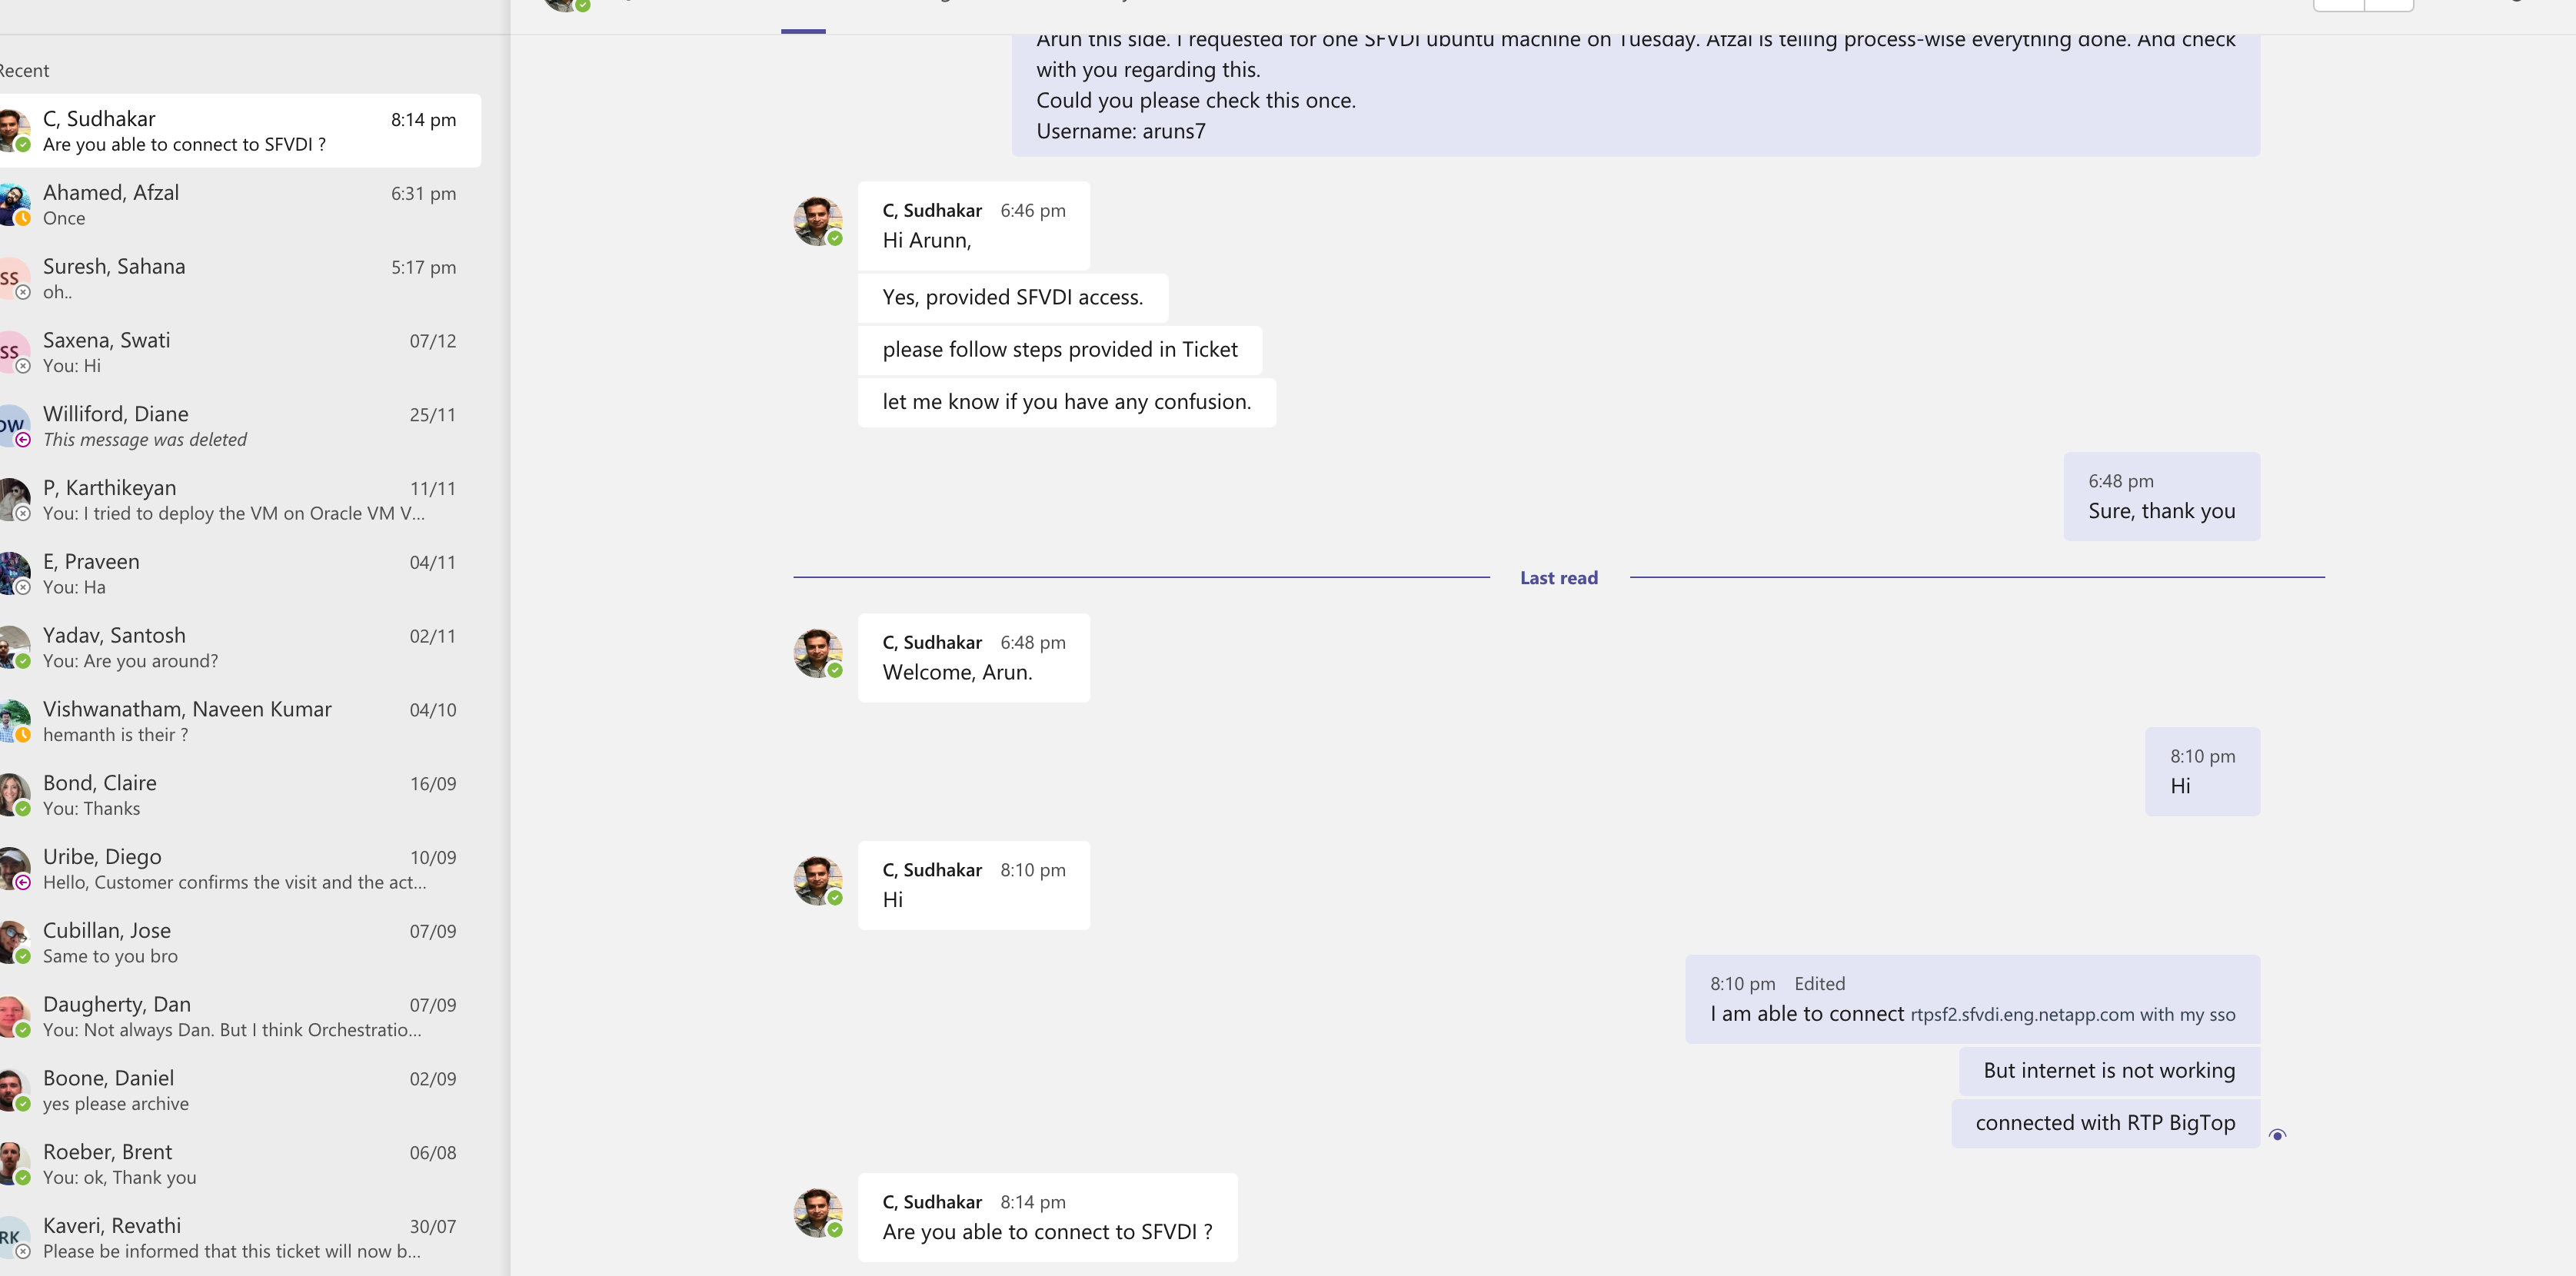 Recent
C, Sudhakar 8:14 pm
Are you able to connect to SFVDI ?
Ahamed, Afzal 6:31 pm
Once
SS
Suresh, Sahana 5:17 pm
oh..
SS
Saxena, Swati 07/12
You: Hi
DW
Williford, Diane 25/11
This message was deleted
P, Karthikeyan 11/11
You: I tried to deploy the VM on Oracle VM V...
E, Praveen 04/11
You: Ha
Yadav, Santosh 02/11
You: Are you around?
Vishwanatham, Naveen Kumar 04/10
hemanth is their ?
Bond, Claire 16/09
You: Thanks
Uribe, Diego 10/09
Hello, Customer confirms the visit and the act...
Cubillan, Jose 07/09
Same to you bro
Daugherty, Dan 07/09
You: Not always Dan. But I think Orchestratio...
Boone, Daniel 02/09
yes please archive
Roeber, Brent 06/08
You: ok, Thank you
RK
Kaveri, Revathi 30/07
Please be informed that this ticket will now b...
Arun this side. I requested for one SFVDI ubuntu machine on Tuesday. Afzal is telling process-wise everything done. And check
with you regarding this.
Could you please check this once.
Username: aruns7
C, Sudhakar 6:46 pm
Hi Arunn,
Yes, provided SFVDI access.
please follow steps provided in Ticket
let me know if you have any confusion.
6:48 pm
Sure, thank you
Last read
C, Sudhakar 6:48 pm
Welcome, Arun.
8:10 pm
Hi
C, Sudhakar 8:10 pm
Hi
8:10 pm Edited
I am able to connect rtpsf2.sfvdi.eng.netapp.com with my sso
But internet is not working
connected with RTP BigTop
C, Sudhakar 8:14 pm
Are you able to connect to SFVDI ?